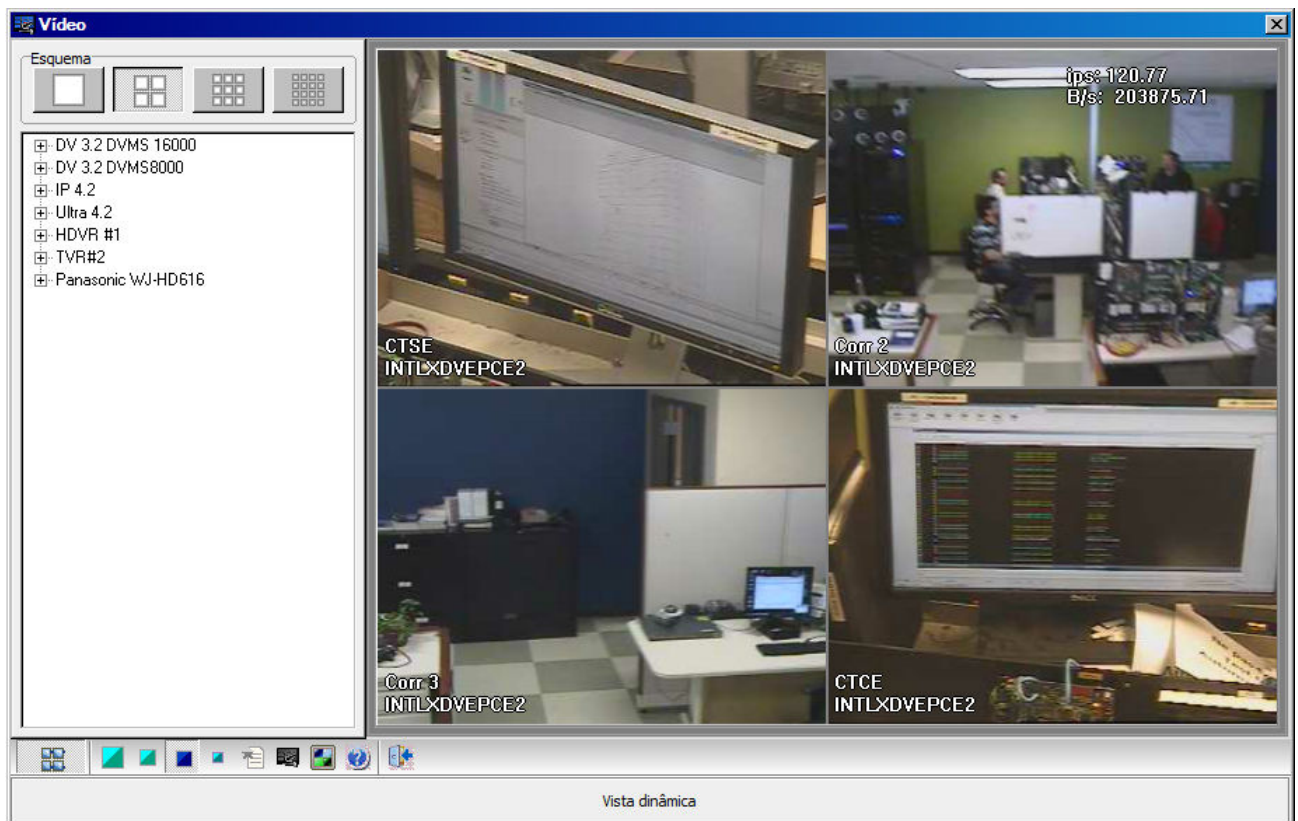 Vídeo
Esquema
DV 3.2 DVMS 16000
DV 3.2 DVMS8000
IP 4.2
Ultra 4.2
HDVR #1
TVR#2
Panasonic WJ-HD616
CTSE
INTLXDVEPCE2
ips: 120.77
B/s: 203875.71
Corr 2
INTLXDVEPCE2
Corr 3
INTLXDVEPCE2
CTCE
INTLXDVEPCE2
Vista dinâmica